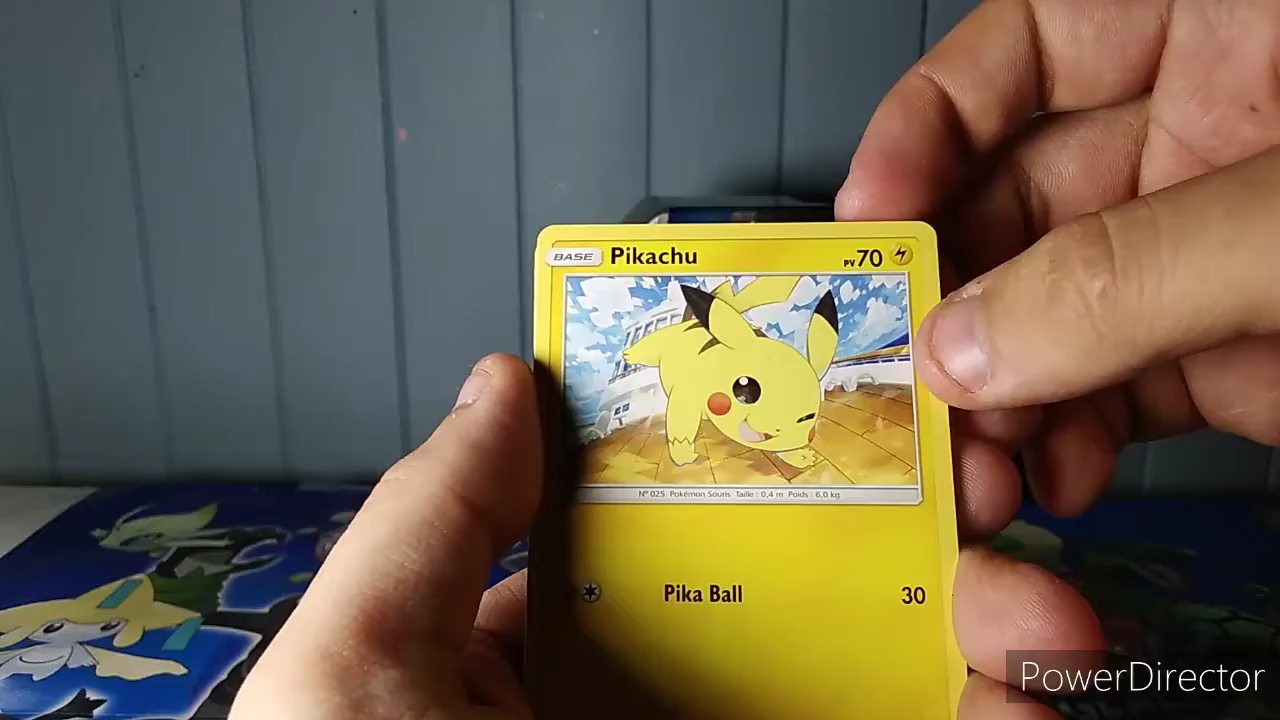 BASE Pikachu PV70
N° 025 Pokémon Souris Taille : 0,4 m Poids : 6,0 kg
Pika Ball 30
PowerDirector